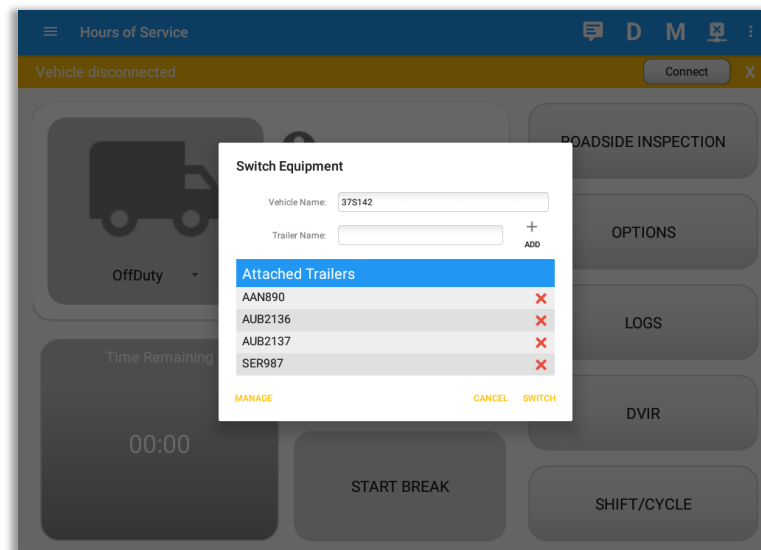 Hours of Service
D M
Vehicle disconnected
Connect X
ROADSIDE INSPECTION
Switch Equipment
Vehicle Name: 37S142
Trailer Name:
ADD
OPTIONS
OffDuty
Attached Trailers
AAN890
AUB2136
AUB2137
SER987
LOGS
Time Remaining
MANAGE CANCEL SWITCH
DVIR
00:00
START BREAK
SHIFT/CYCLE